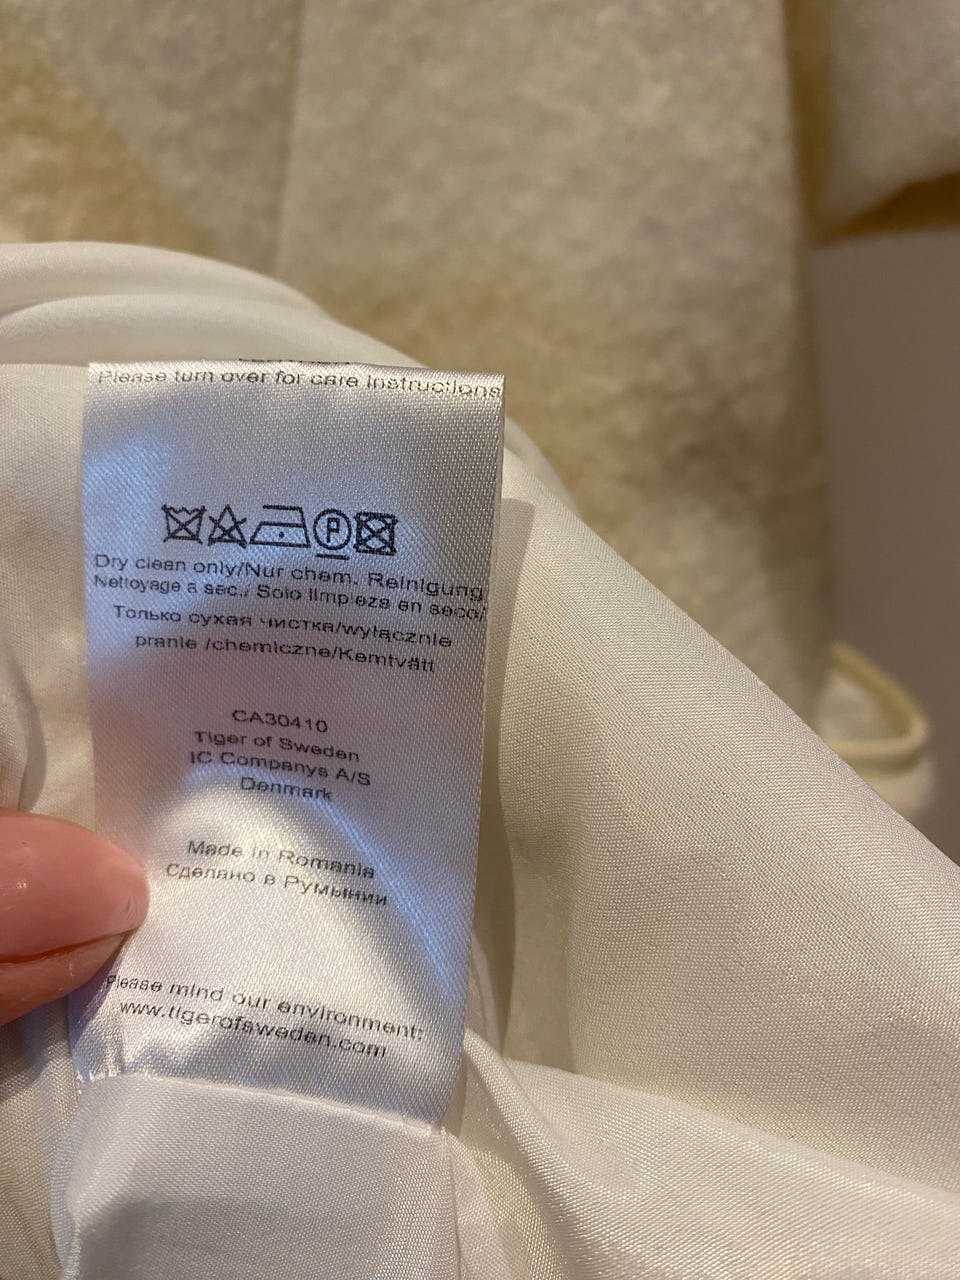 Please turn over for care instructions
P
Dry clean only/Nur chem. Reinigung
Nettoyage a sec./ Solo limpieza en seco/
Только сухая чистка/wyłacznie
pranie /chemiczne/Kemtvätt
CA30410
Tiger of Sweden
IC Companys A/S
Denmark
Made in Romania
Сделано в Румынии
Please mind our environment:
www.tigerofsweden.com